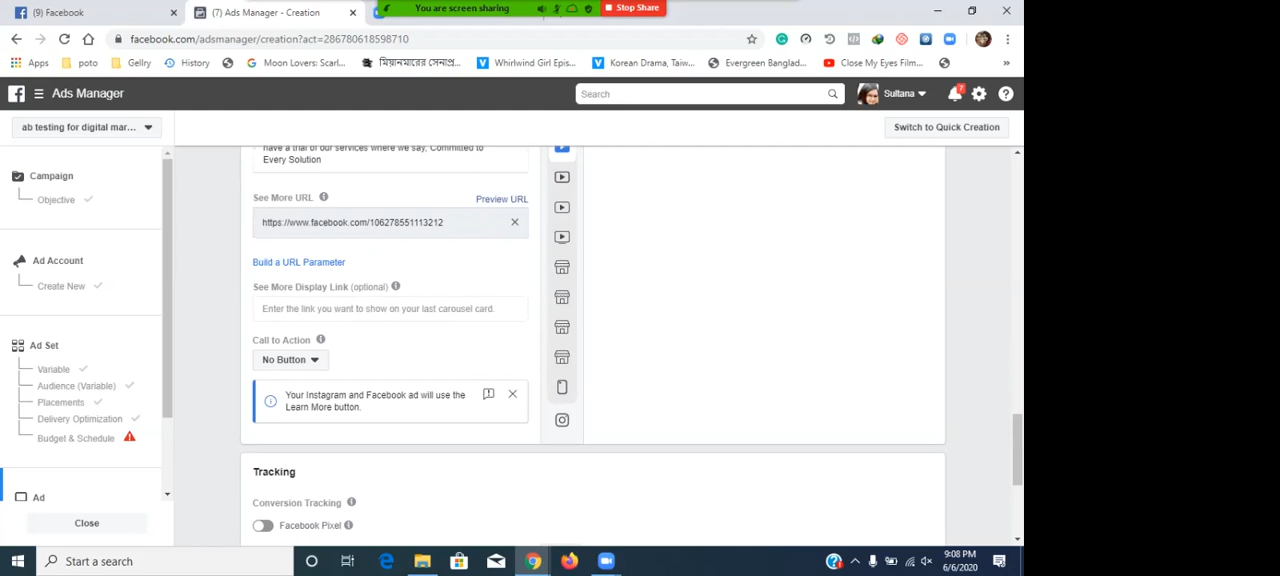 (9) Facebook
(7) Ads Manager - Creation
You are screen sharing
Stop Share
facebook.com/adsmanager/creation?act=286780618598710
Apps
poto
Gellry
History
Moon Lovers: Scarl...
মিয়ানমারের সেনাপ্র...
Whirlwind Girl Epis...
Korean Drama, Taiw...
Evergreen Banglad...
Close My Eyes Film...
»
Ads Manager
Search
Sultana
7
ab testing for digital mar...
Switch to Quick Creation
Campaign
Objective
Ad Account
Create New
Ad Set
Variable
Audience (Variable)
Placements
Delivery Optimization
Budget & Schedule
Ad
Close
have a trial of our services where we say, Committed to
Every Solution
See More URL
Preview URL
https://www.facebook.com/106278551113212
Build a URL Parameter
See More Display Link (optional)
Enter the link you want to show on your last carousel card.
Call to Action
No Button
Your Instagram and Facebook ad will use the
Learn More button.
Tracking
Conversion Tracking
Facebook Pixel
Start a search
9:08 PM
6/6/2020